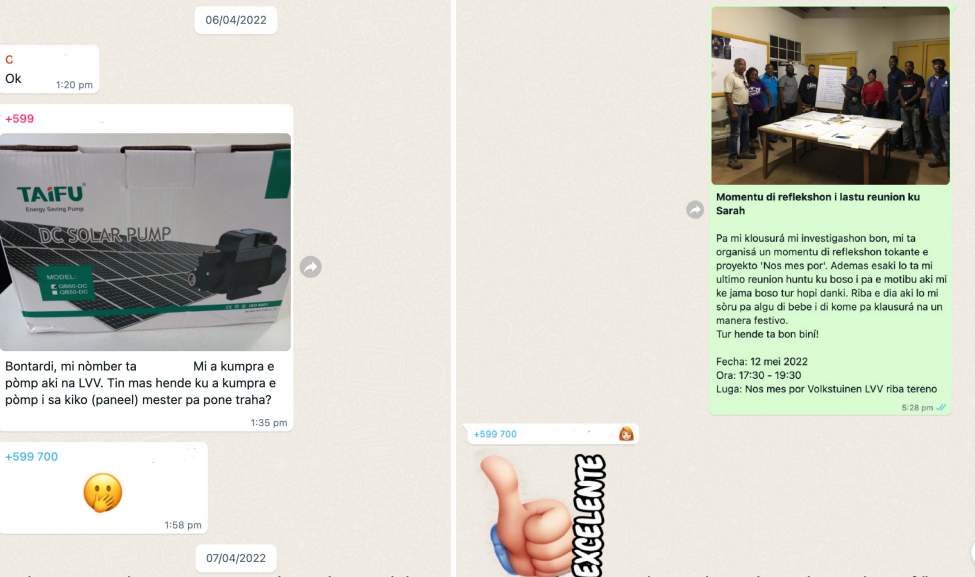 06/04/2022
C
Ok
1:20 pm
+599
TAiFU
Energy Saving Pump
DC SOLAR PUMP
MODEL:
QB60-DC
QB80-DC
Bontardi, mi nòmber ta Mi a kumpra e
pòmp aki na LVV. Tin mas hende ku a kumpra e
pòmp i sa kiko (paneel) mester pa pone traha?
1:35 pm
+599 700
1:58 pm
07/04/2022
Momentu di reflekshon i lastu reunion ku
Sarah
Pa mi klousurá mi investigashon bon, mi ta
organisá un momentu di reflekshon tokante e
proyekto 'Nos mes por'. Ademas esaki lo ta mi
ultimo reunion huntu ku boso i pa e motibu aki mi
ke jama boso tur hopi danki. Riba e dia aki lo mi
sòru pa algu di bebe i di kome pa klausurá na un
manera festivo.
Tur hende ta bon biní!
Fecha: 12 mei 2022
Ora: 17:30 - 19:30
Luga: Nos mes por Volkstuinen LVV riba tereno
5:28 pm
+599 700
EXCELENTE